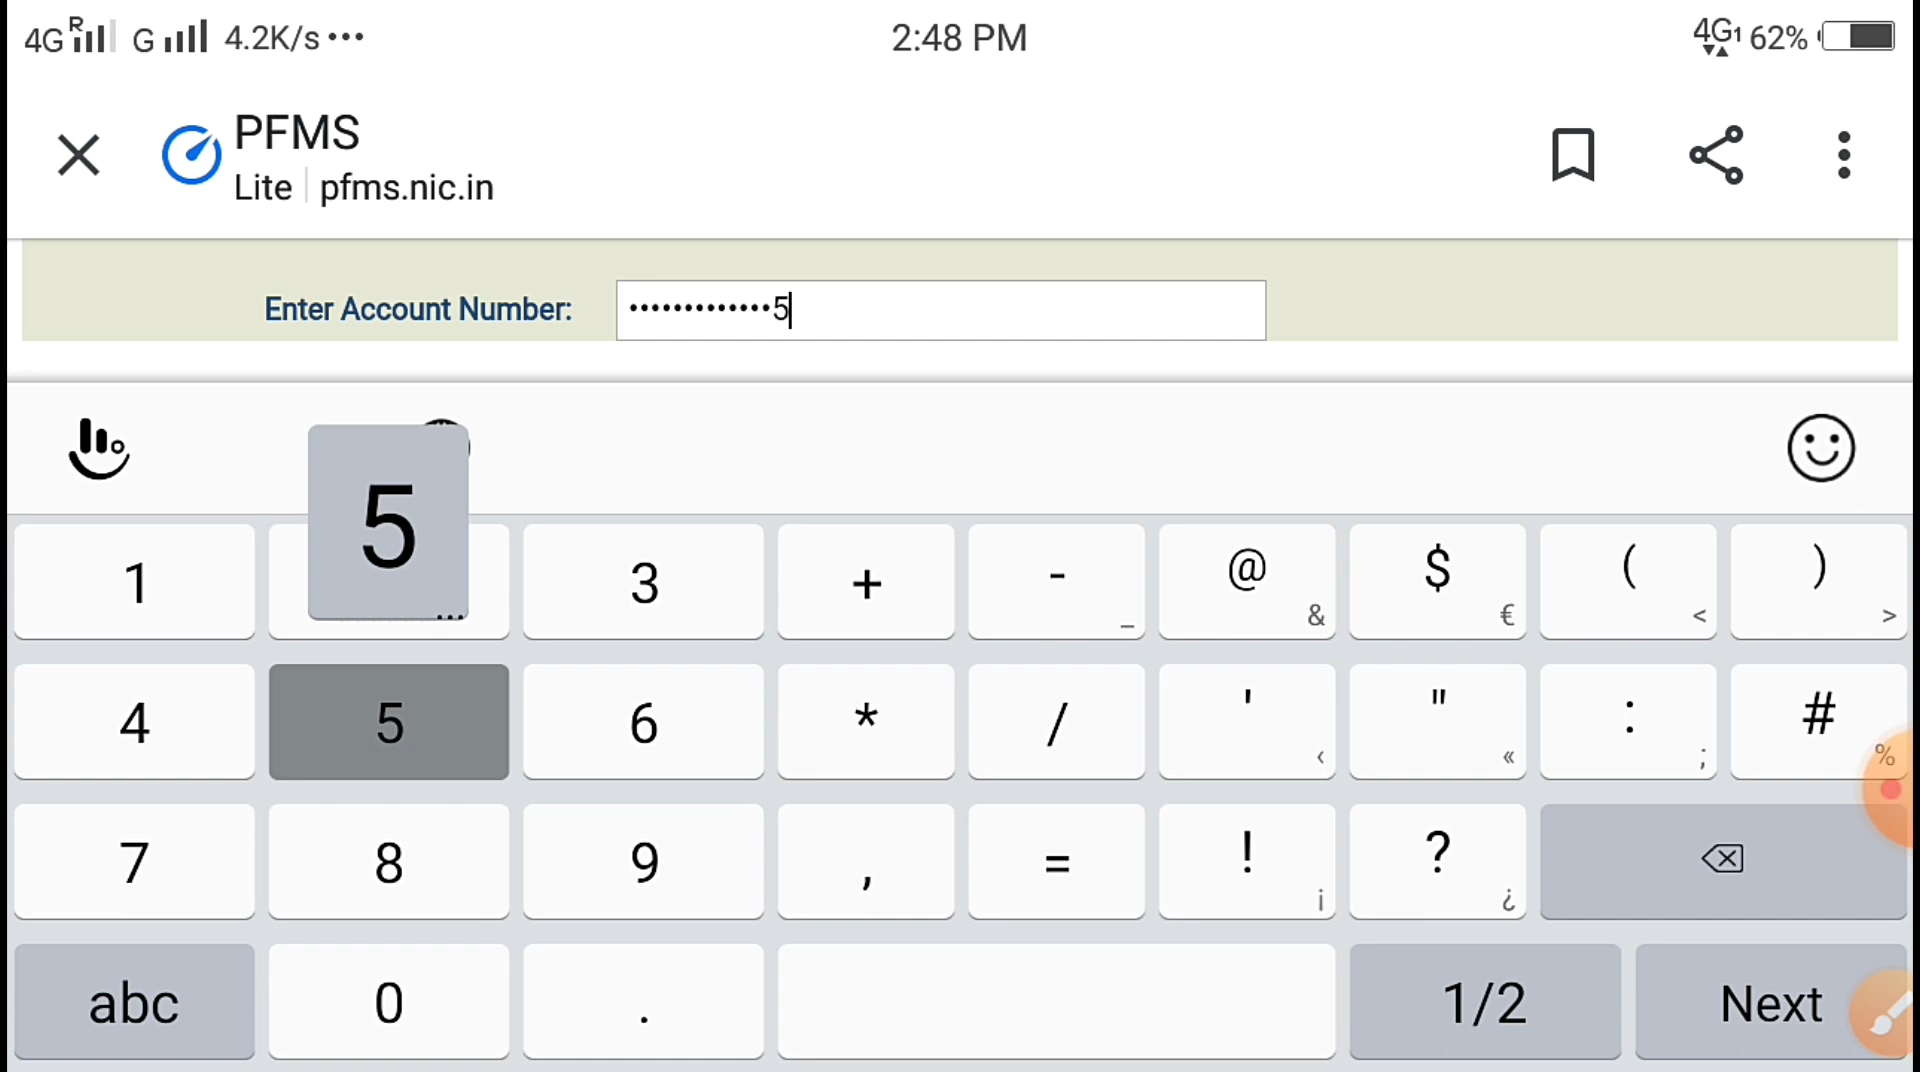 4G R G 4.2K/s ••• 2:48 PM 4G1 62%
PFMS
Lite | pfms.nic.in
Enter Account Number: •••••••••••••5
5
1 ... 3 + - _ @ & $ € ( < ) >
4 5 6 * / ' ‹ " « : ; # %
7 8 9 , = ! ¡ ? ¿
abc 0 . 1/2 Next